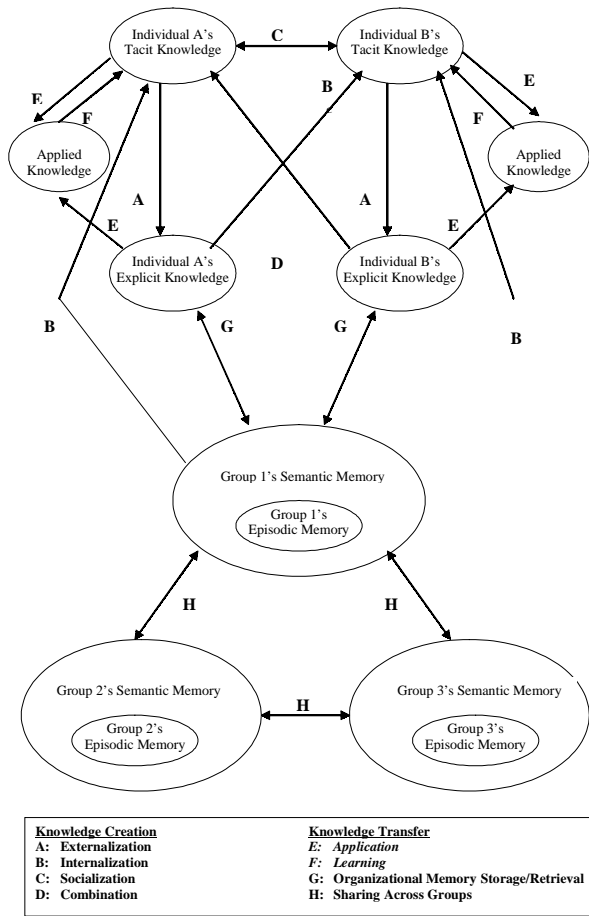 Individual A's
Tacit Knowledge
C
Individual B's
Tacit Knowledge
E
F
B
E
F
Applied
Knowledge
Applied
Knowledge
A
A
E
E
Individual A's
Explicit Knowledge
D
Individual B's
Explicit Knowledge
B
G
G
B
Group 1's Semantic Memory
Group 1's
Episodic Memory
H
H
Group 2's Semantic Memory
Group 2's
Episodic Memory
H
Group 3's Semantic Memory
Group 3's
Episodic Memory
Knowledge Creation
A: Externalization
B: Internalization
C: Socialization
D: Combination
Knowledge Transfer
E: Application
F: Learning
G: Organizational Memory Storage/Retrieval
H: Sharing Across Groups